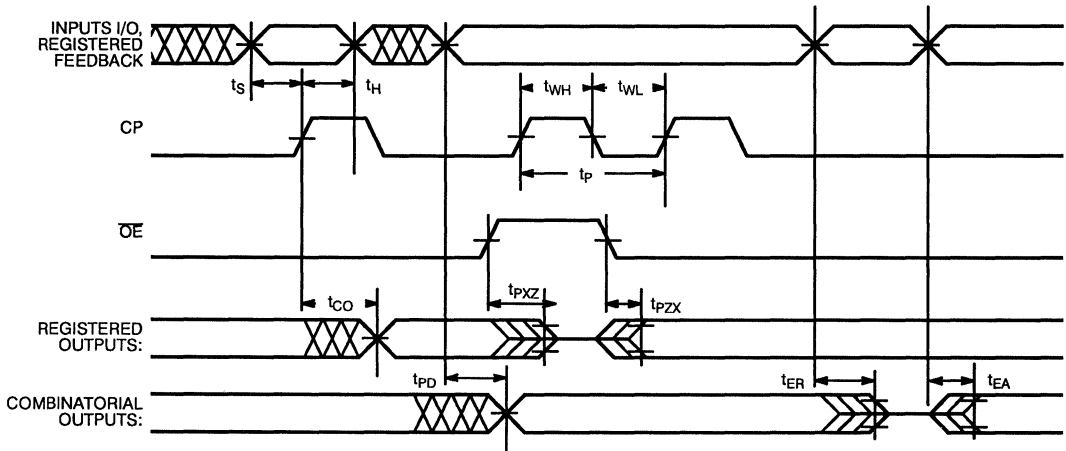 INPUTS I/O,
REGISTERED
FEEDBACK
tS
tH
tWH
tWL
CP
tP
OE
tPXZ
tPZX
tCO
REGISTERED
OUTPUTS:
tPD
tER
tEA
COMBINATORIAL
OUTPUTS: